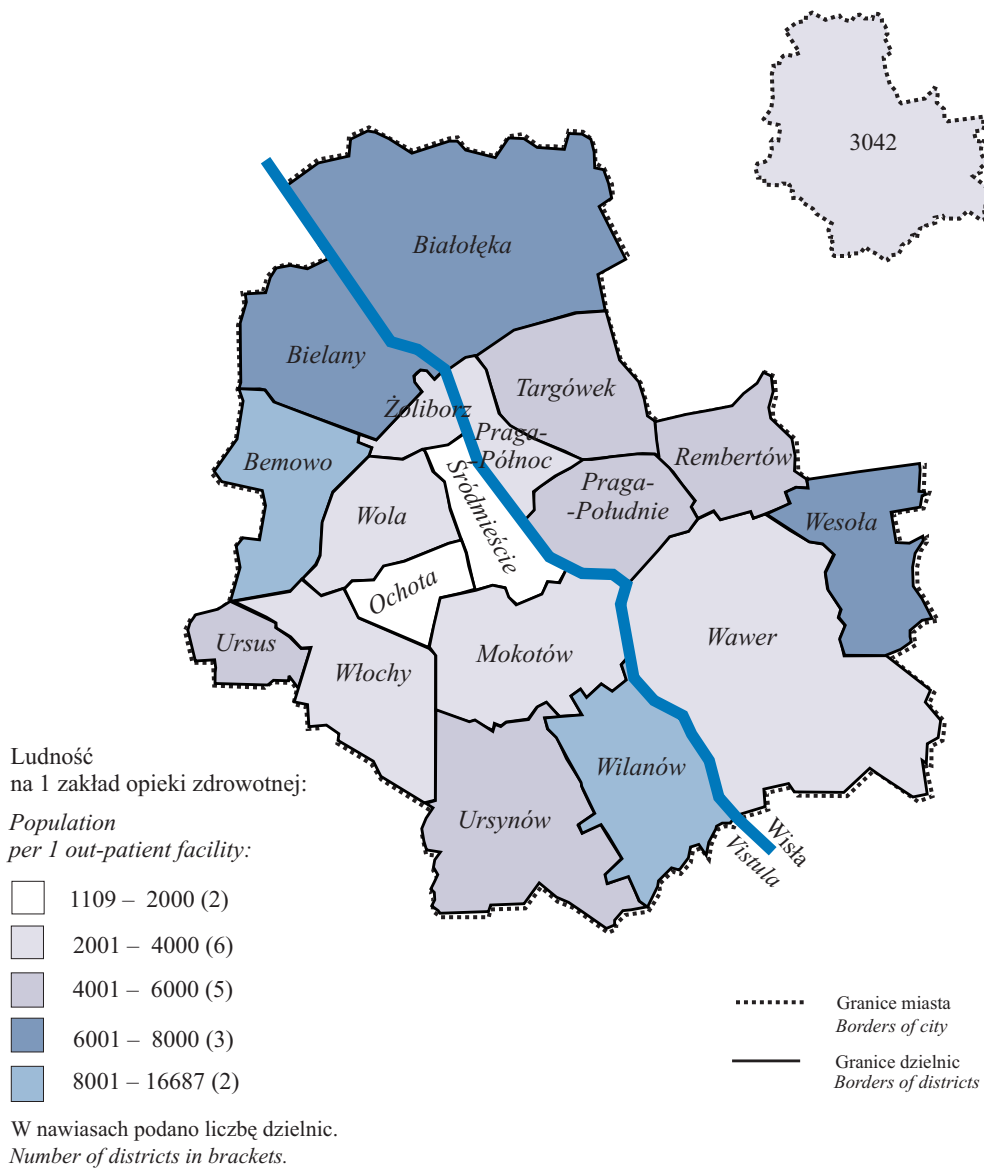 3042
Białołęka
Bielany
Targówek
Żoliborz
Praga-
-Północ
Bemowo
Rembertów
Praga-
-Południe
Śródmieście
Wola
Wesoła
Ochota
Ursus
Włochy
Mokotów
Wawer
Wilanów
Ursynów
Wisła
Vistula
Ludność
na 1 zakład opieki zdrowotnej:
Population
per 1 out-patient facility:
1109 – 2000 (2)
2001 – 4000 (6)
4001 – 6000 (5)
6001 – 8000 (3)
8001 – 16687 (2)
W nawiasach podano liczbę dzielnic.
Number of districts in brackets.
Granice miasta
Borders of city
Granice dzielnic
Borders of districts